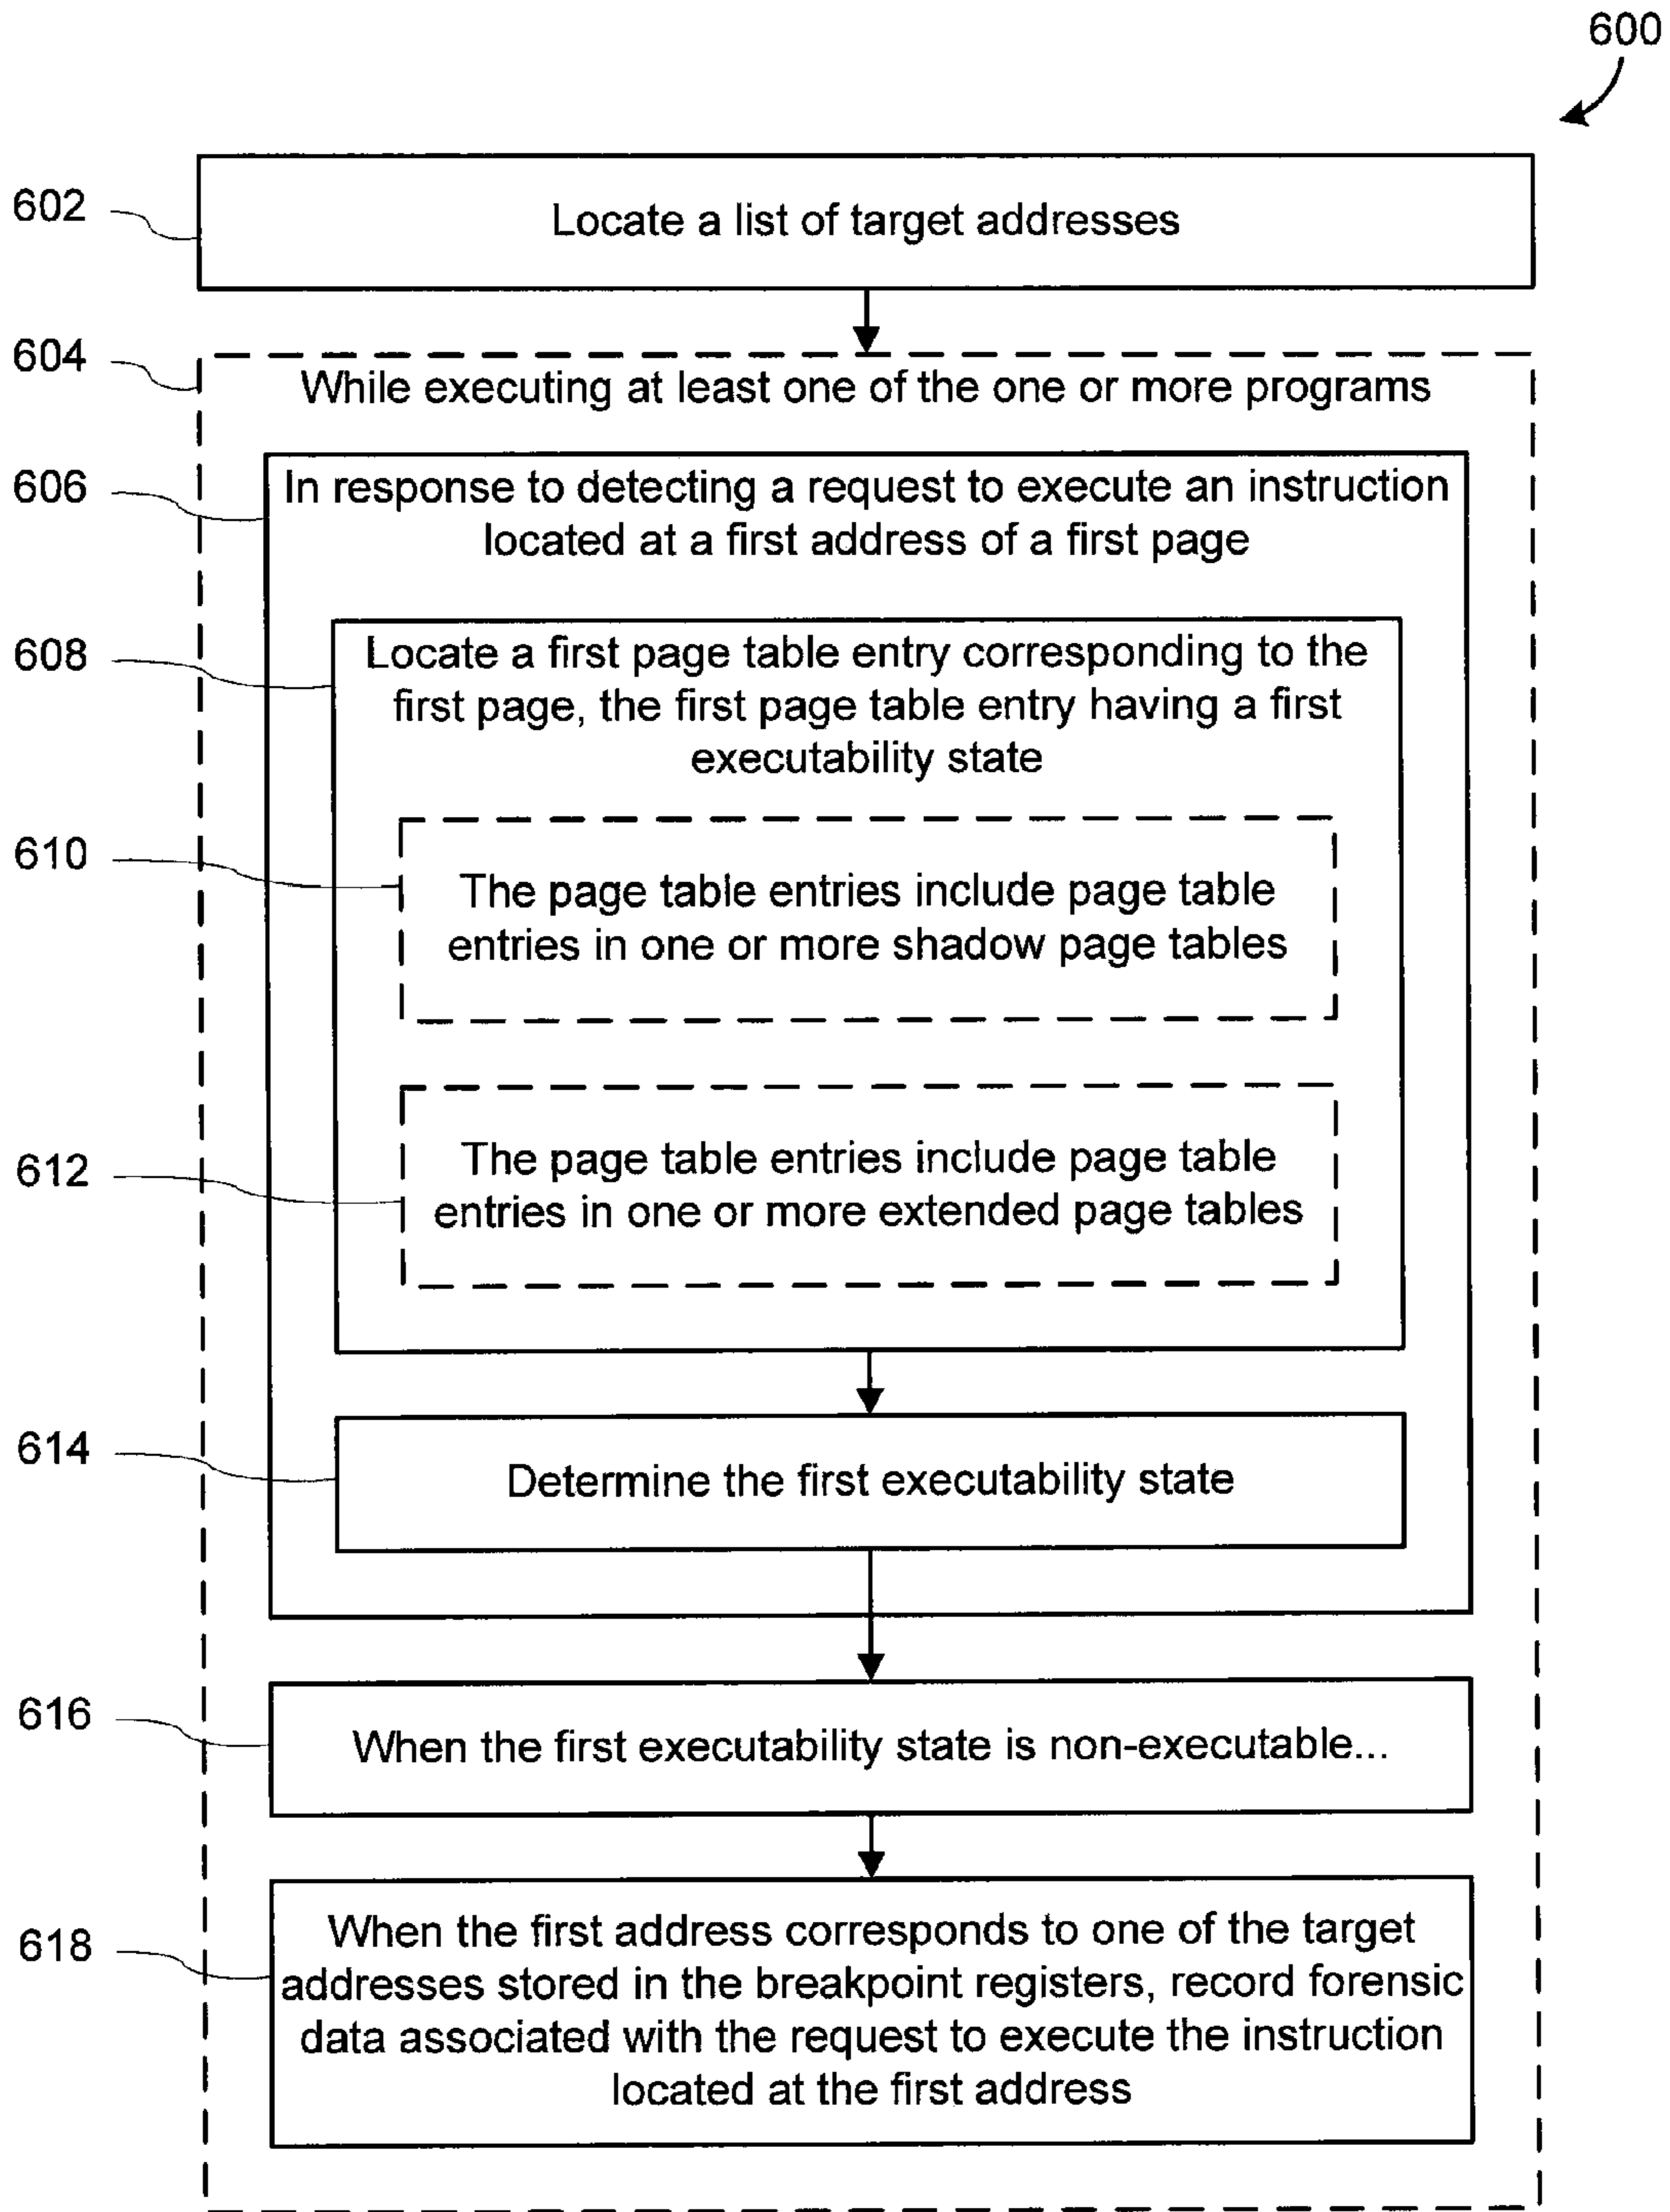 600
602
Locate a list of target addresses
604
While executing at least one of the one or more programs
606
In response to detecting a request to execute an instruction
located at a first address of a first page
608
Locate a first page table entry corresponding to the
first page, the first page table entry having a first
executability state
610
The page table entries include page table
entries in one or more shadow page tables
612
The page table entries include page table
entries in one or more extended page tables
614
Determine the first executability state
616
When the first executability state is non-executable...
618
When the first address corresponds to one of the target
addresses stored in the breakpoint registers, record forensic
data associated with the request to execute the instruction
located at the first address